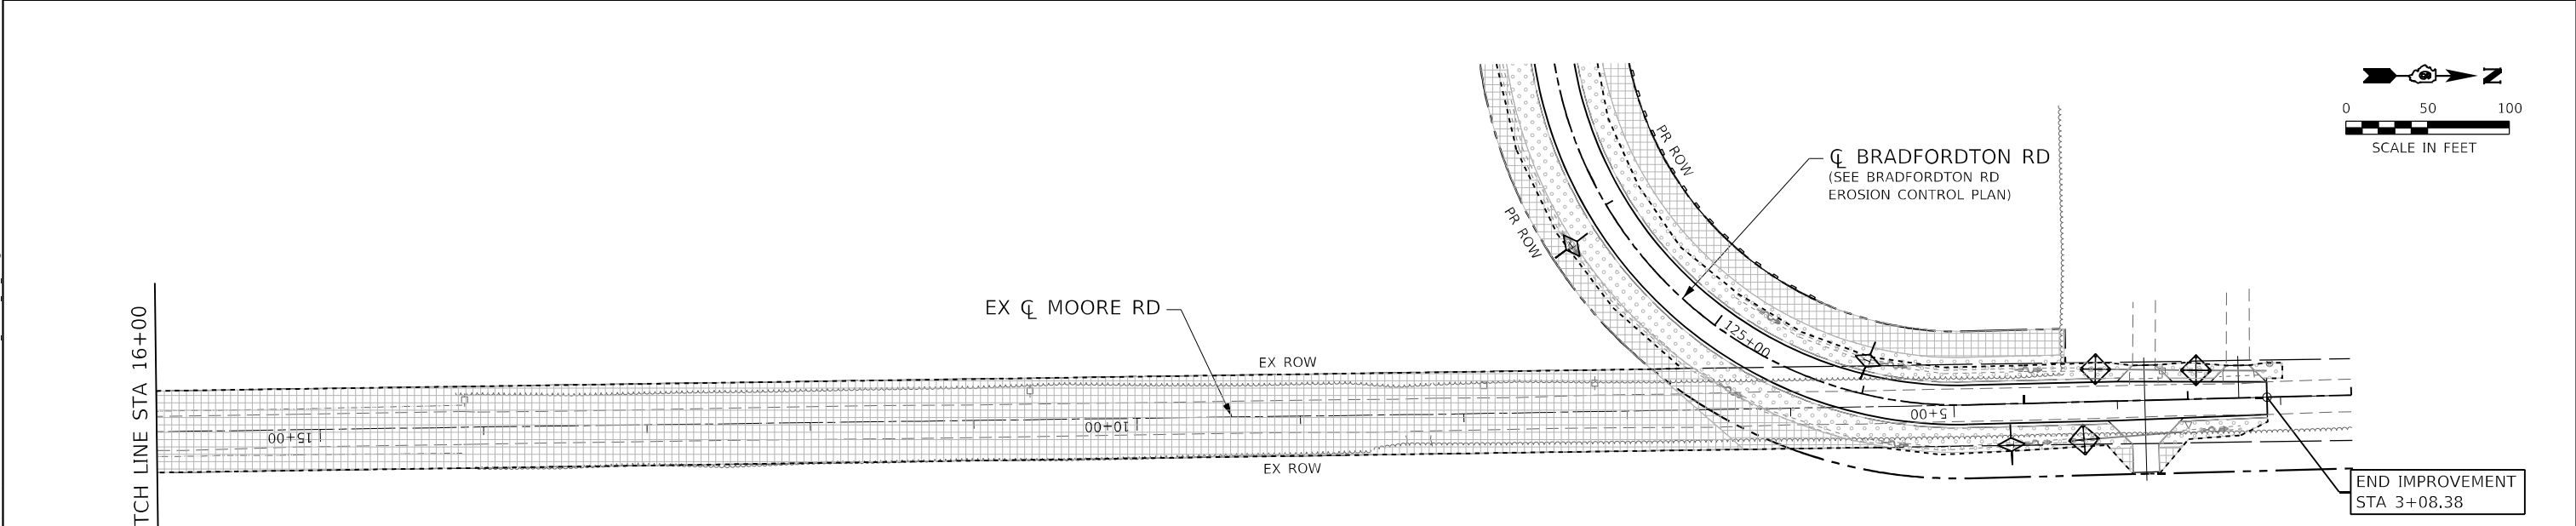 N
0 50 100
SCALE IN FEET
℄ BRADFORDTON RD
(SEE BRADFORDTON RD
EROSION CONTROL PLAN)
PR ROW
PR ROW
125+00
EX ℄ MOORE RD
EX ROW
TCH LINE STA 16+00
15+00
10+00
5+00
EX ROW
END IMPROVEMENT
STA 3+08.38